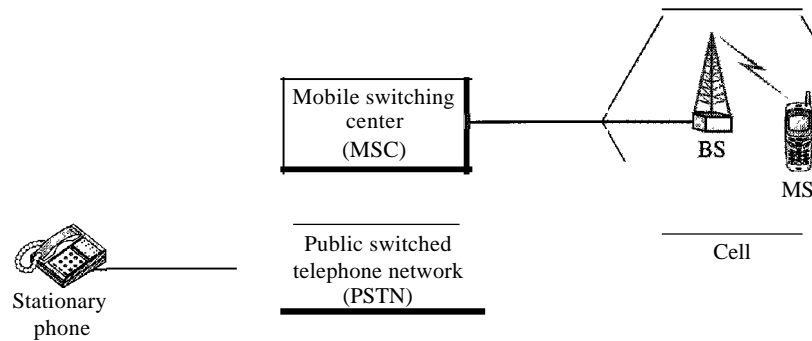 Mobile switching
center
(MSC)
BS
MS
Public switched
telephone network
(PSTN)
Cell
Stationary
phone